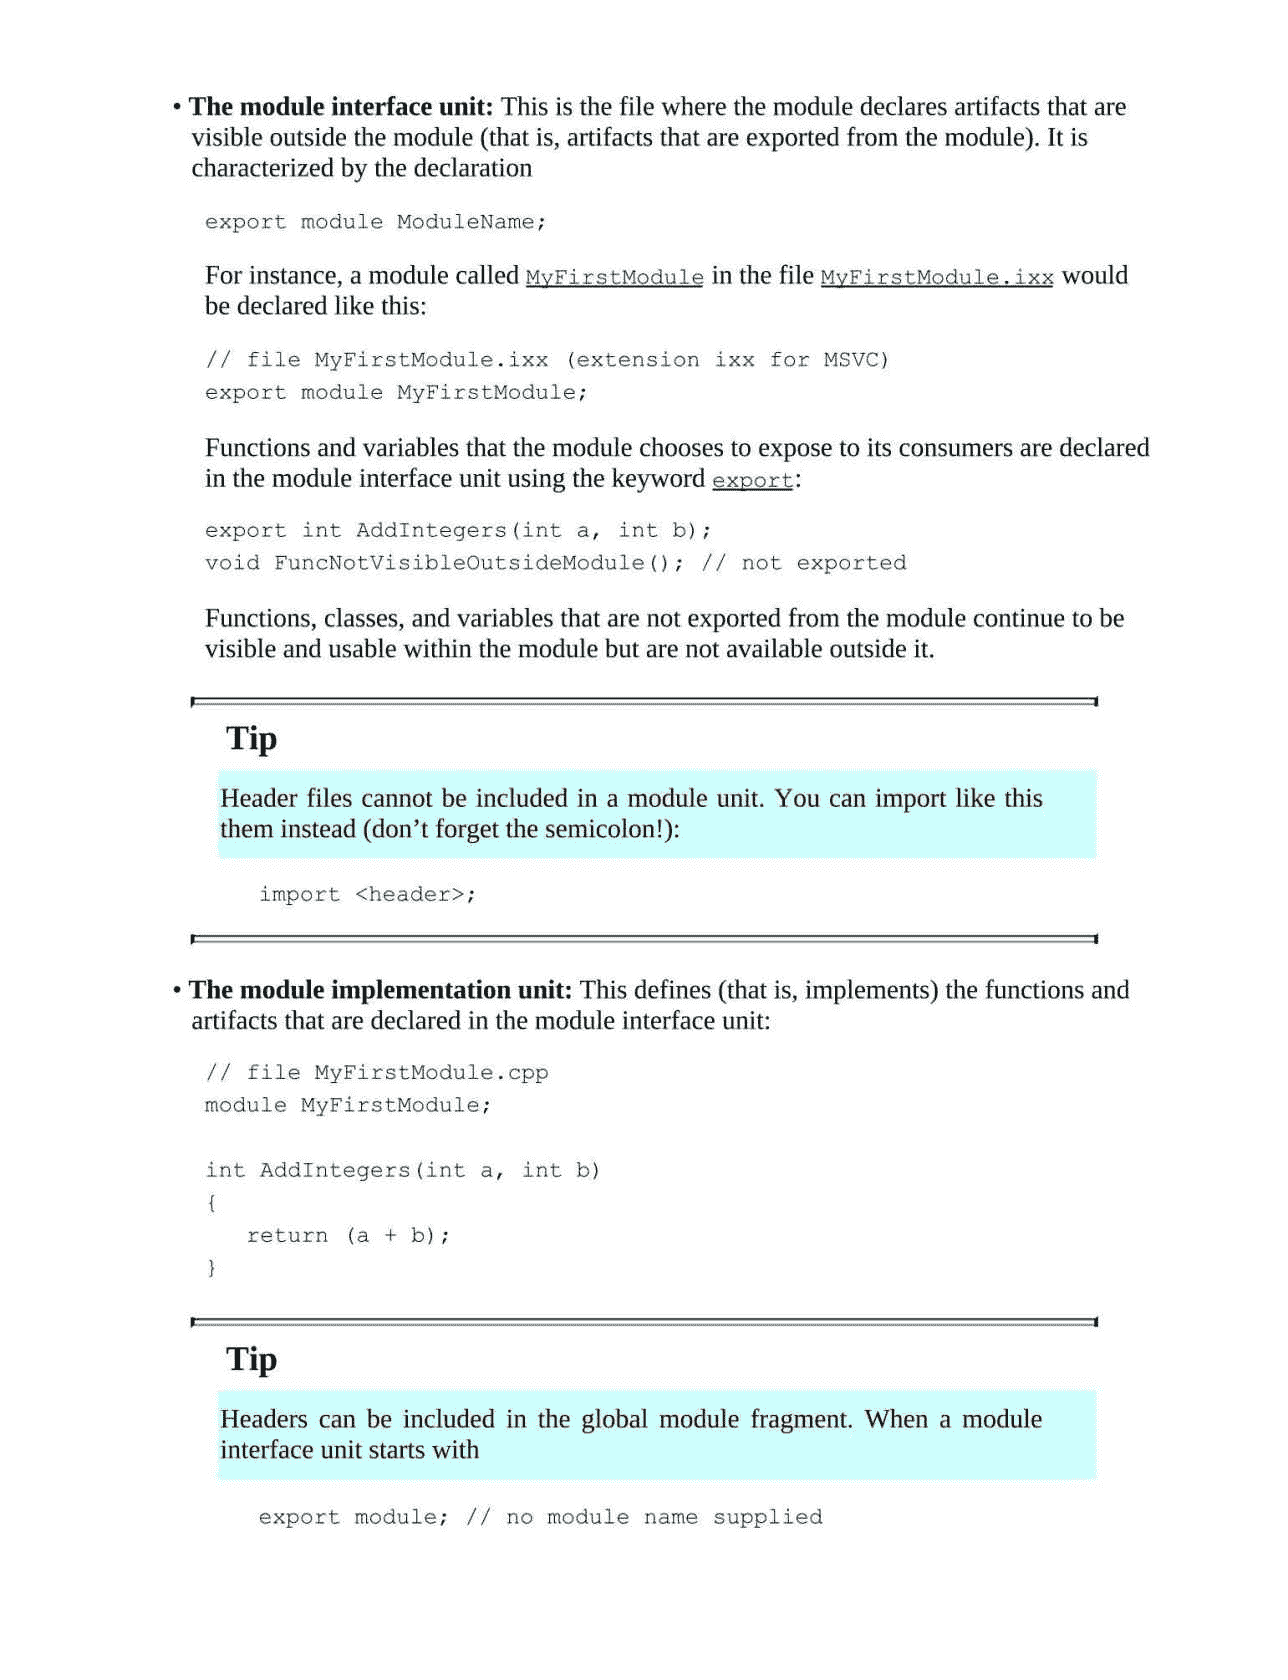 • The module interface unit: This is the file where the module declares artifacts that are
visible outside the module (that is, artifacts that are exported from the module). It is
characterized by the declaration
export module ModuleName;
For instance, a module called MyFirstModule in the file MyFirstModule.ixx would
be declared like this:
// file MyFirstModule.ixx (extension ixx for MSVC)
export module MyFirstModule;
Functions and variables that the module chooses to expose to its consumers are declared
in the module interface unit using the keyword export:
export int AddIntegers(int a, int b);
void FuncNotVisibleOutsideModule(); // not exported
Functions, classes, and variables that are not exported from the module continue to be
visible and usable within the module but are not available outside it.
Tip
Header files cannot be included in a module unit. You can import like this
them instead (don’t forget the semicolon!):
import <header>;
• The module implementation unit: This defines (that is, implements) the functions and
artifacts that are declared in the module interface unit:
// file MyFirstModule.cpp
module MyFirstModule;
int AddIntegers(int a, int b)
{
return (a + b);
}
Tip
Headers can be included in the global module fragment. When a module
interface unit starts with
export module; // no module name supplied